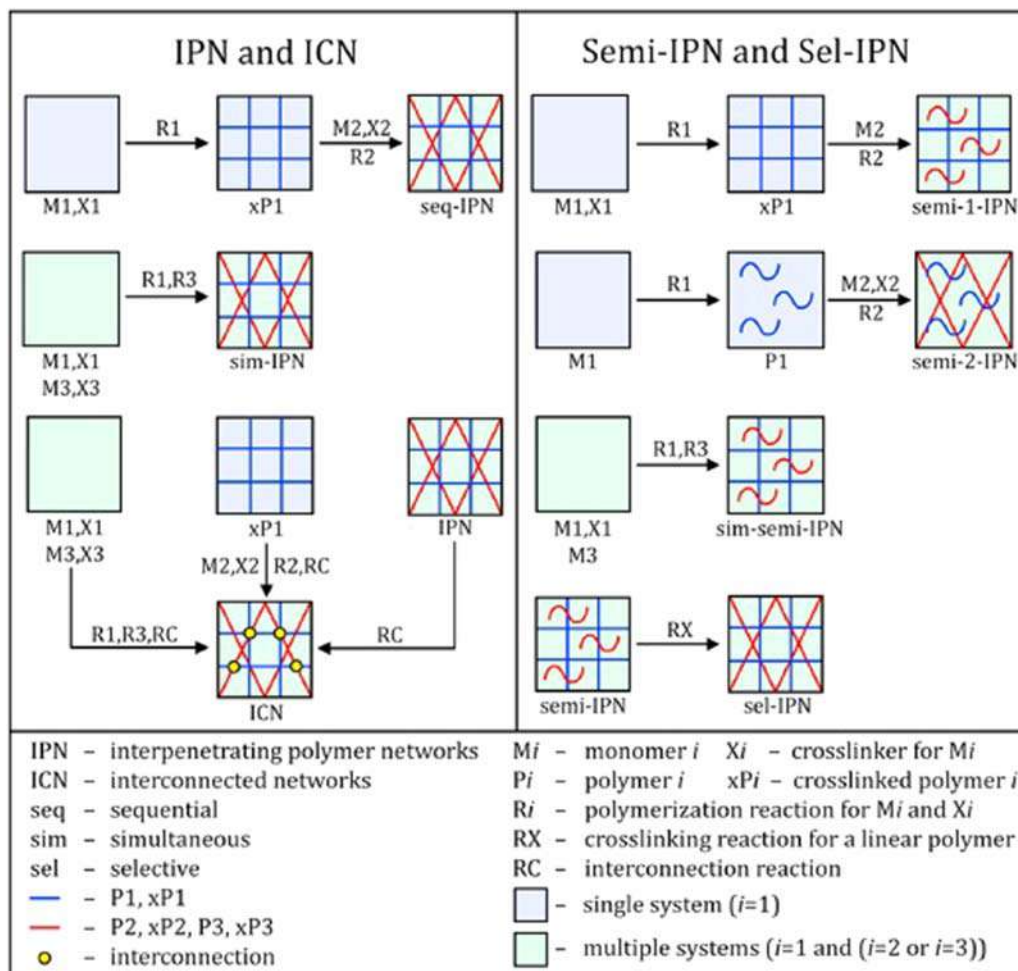 IPN and ICN
R1
M2,X2
R2
M1,X1
xP1
seq-IPN
R1,R3
M1,X1
M3,X3
sim-IPN
M1,X1
M3,X3
xP1
IPN
M2,X2
R2,RC
R1,R3,RC
RC
ICN
Semi-IPN and Sel-IPN
R1
M2
R2
M1,X1
xP1
semi-1-IPN
R1
M2,X2
R2
M1
P1
semi-2-IPN
R1,R3
M1,X1
M3
sim-semi-IPN
RX
semi-IPN
sel-IPN
IPN – interpenetrating polymer networks
ICN – interconnected networks
seq – sequential
sim – simultaneous
sel – selective
– P1, xP1
– P2, xP2, P3, xP3
– interconnection
Mi – monomer i Xi – crosslinker for Mi
Pi – polymer i xPi – crosslinked polymer i
Ri – polymerization reaction for Mi and Xi
RX – crosslinking reaction for a linear polymer
RC – interconnection reaction
– single system (i=1)
– multiple systems (i=1 and (i=2 or i=3))